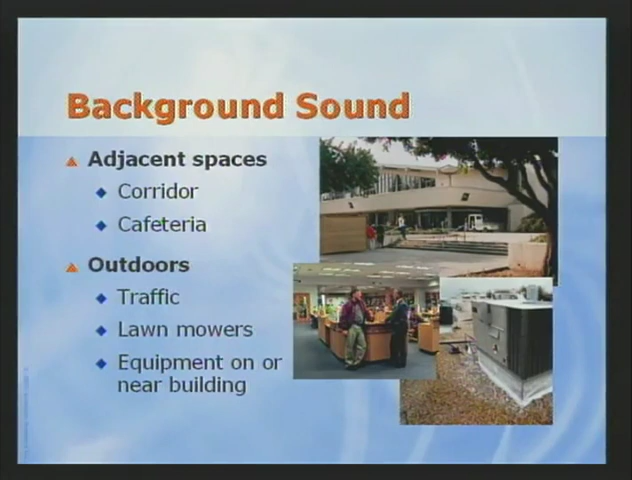 Background Sound
Adjacent spaces
Corridor
Cafeteria
Outdoors
Traffic
Lawn mowers
Equipment on or
near building